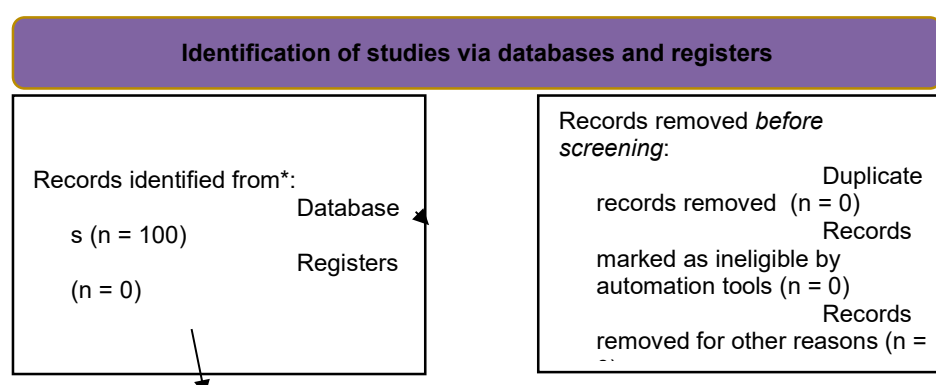 Identification of studies via databases and registers
Records identified from*:
Database
s (n = 100)
Registers
(n = 0)
Records removed before
screening:
Duplicate
records removed (n = 0)
Records
marked as ineligible by
automation tools (n = 0)
Records
removed for other reasons (n =